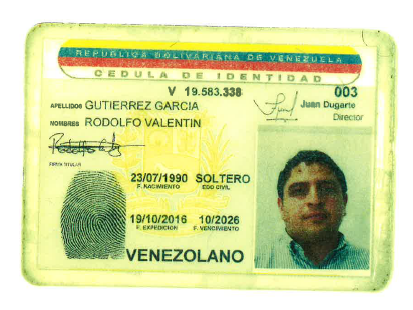 REPUBLICA BOLIVARIANA DE VENEZUELA
CEDULA DE IDENTIDAD
V 19.583.338
003
APELLIDOS GUTIERREZ GARCIA
Juan Dugarte
Director
NOMBRES RODOLFO VALENTIN
FIRMA TITULAR
23/07/1990 SOLTERO
F. NACIMIENTO EDO CIVIL
19/10/2016 10/2026
F. EXPEDICION F. VENCIMIENTO
VENEZOLANO